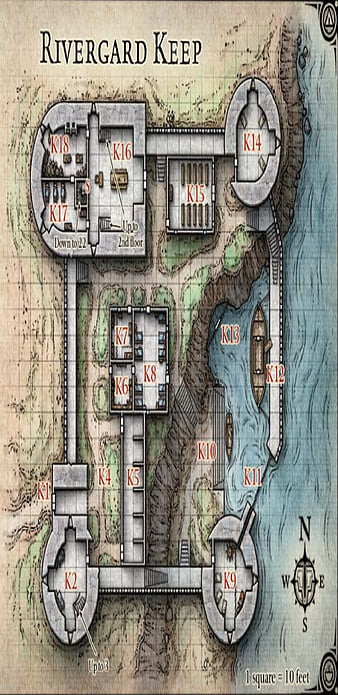 RIVERGARD KEEP
K18
K16
K14
S
K17
K15
Up to
2nd floor
Down to 22
K13
K7
K8
K12
K6
K10
K4
K5
K11
K1
N
K2
K9
W
E
S
Up to 3
1 square = 10 feet